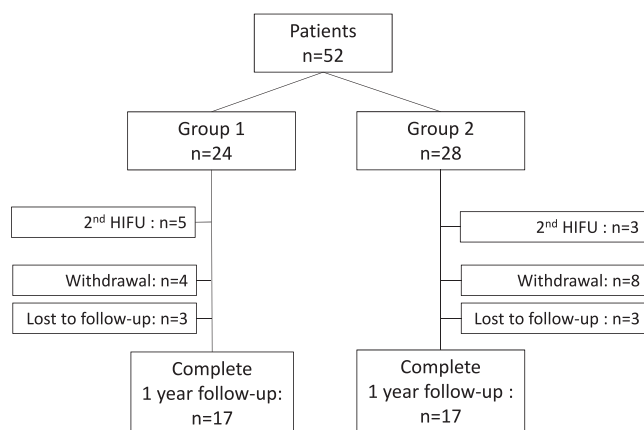 Patients
n=52
Group 1
n=24
Group 2
n=28
2nd HIFU : n=5
2nd HIFU : n=3
Withdrawal: n=4
Withdrawal: n=8
Lost to follow-up: n=3
Lost to follow-up : n=3
Complete
1 year follow-up:
n=17
Complete
1 year follow-up :
n=17